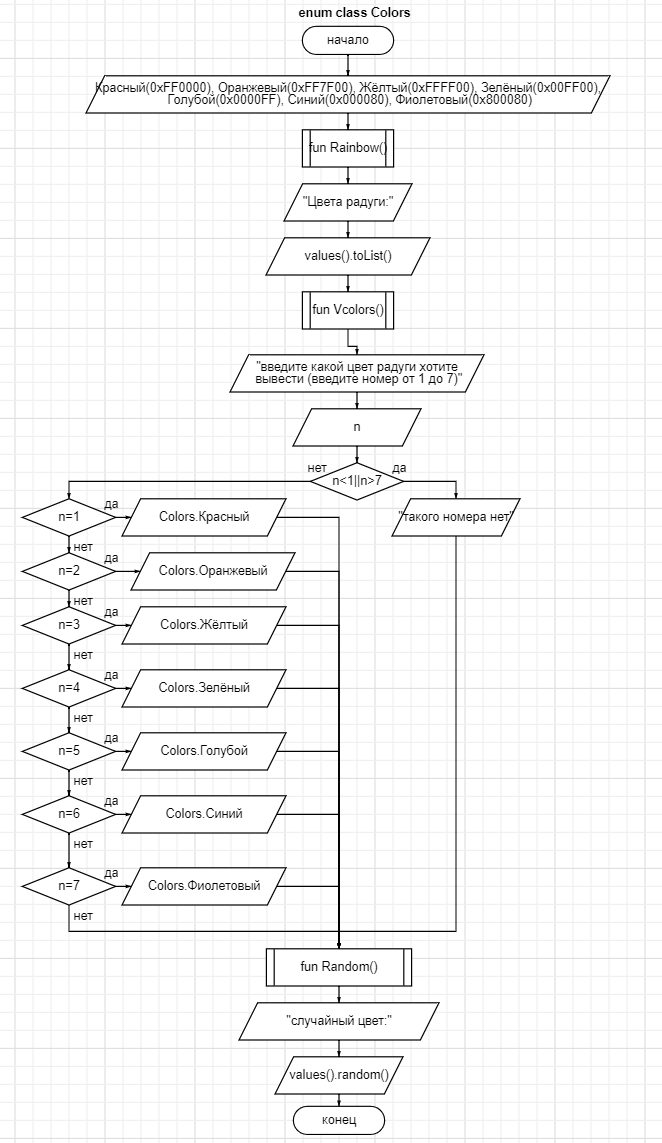 enum class Colors
начало
Красный(0xFF0000), Оранжевый(0xFF7F00), Жёлтый(0xFFFF00), Зелёный(0x00FF00),
Голубой(0x0000FF), Синий(0x000080), Фиолетовый(0x800080)
fun Rainbow()
"Цвета радуги:"
values().toList()
fun Vcolors()
"введите какой цвет радуги хотите
вывести (введите номер от 1 до 7)"
n
нет
n<1||n>7
да
n=1
да
Colors.Красный
"такого номера нет"
нет
n=2
да
Colors.Оранжевый
нет
n=3
да
Colors.Жёлтый
нет
n=4
да
Colors.Зелёный
нет
n=5
да
Colors.Голубой
нет
n=6
да
Colors.Синий
нет
n=7
да
Colors.Фиолетовый
нет
fun Random()
"случайный цвет:"
values().random()
конец